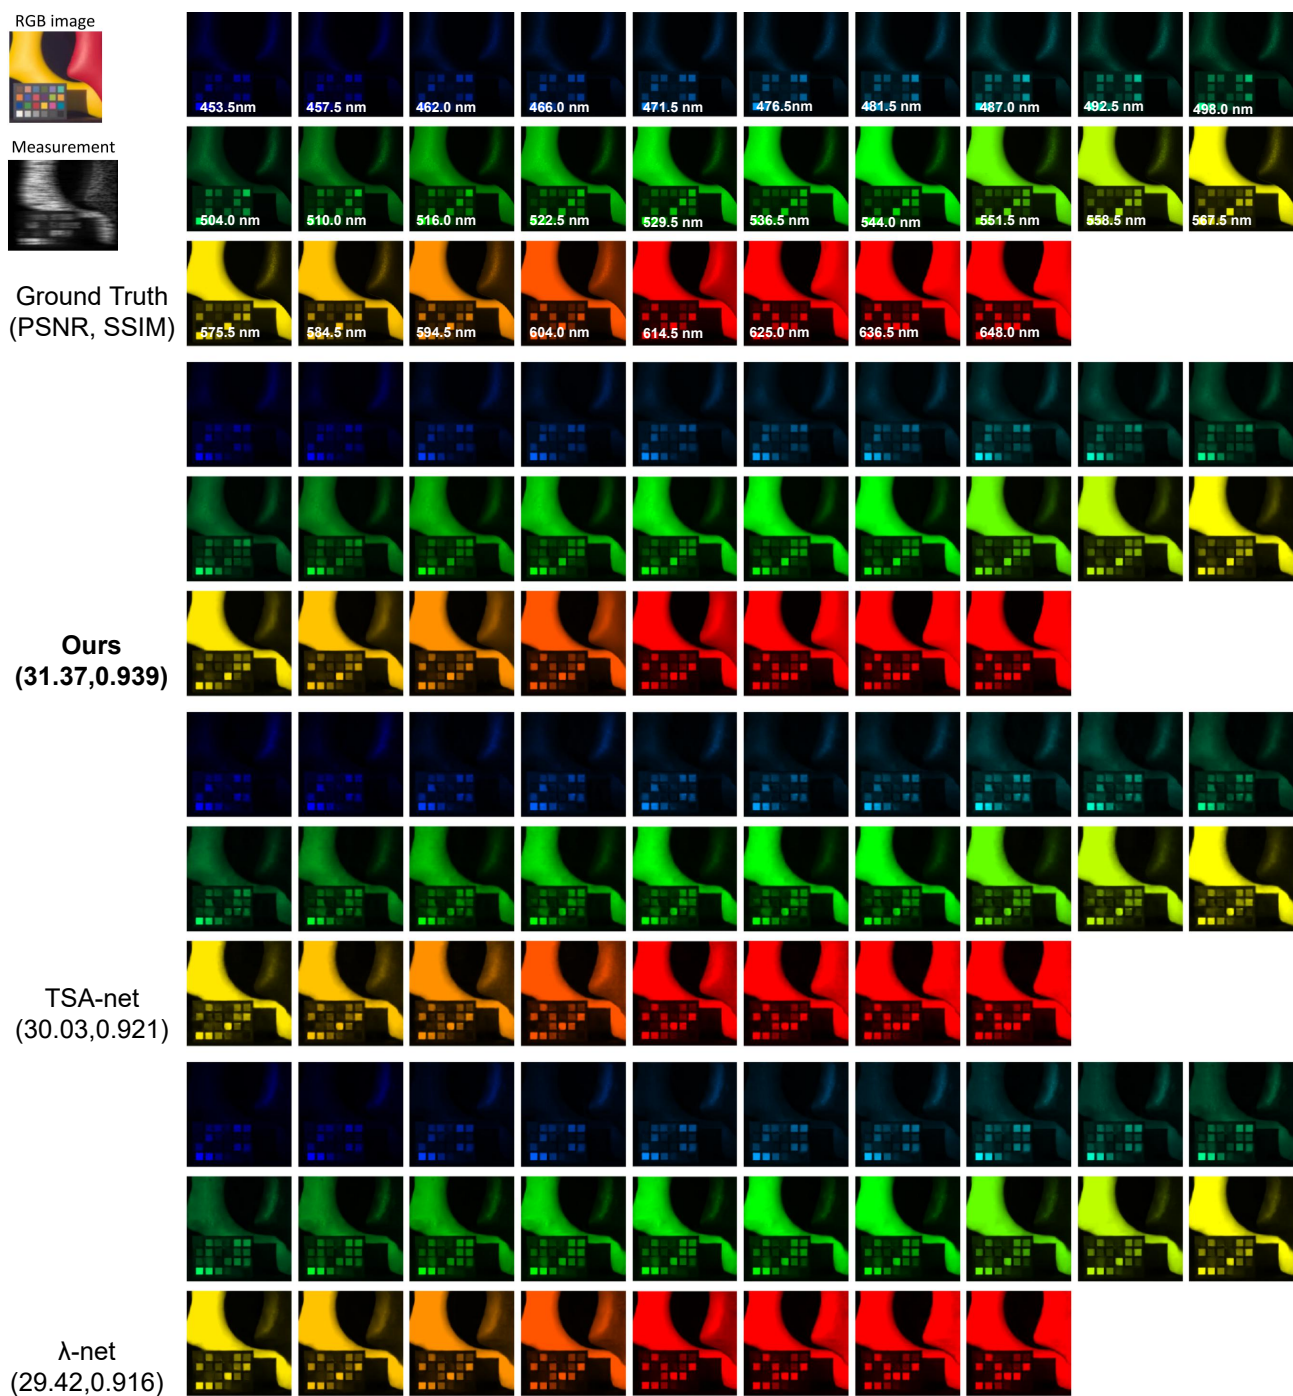 RGB image
453.5nm 457.5 nm 462.0 nm 466.0 nm 471.5 nm 476.5nm 481.5 nm 487.0 nm 492.5 nm 498.0 nm
Measurement
504.0 nm 510.0 nm 516.0 nm 522.5 nm 529.5 nm 536.5 nm 544.0 nm 551.5 nm 558.5 nm 567.5 nm
Ground Truth
(PSNR, SSIM)
575.5 nm 584.5 nm 594.5 nm 604.0 nm 614.5 nm 625.0 nm 636.5 nm 648.0 nm
Ours
(31.37,0.939)
TSA-net
(30.03,0.921)
λ-net
(29.42,0.916)